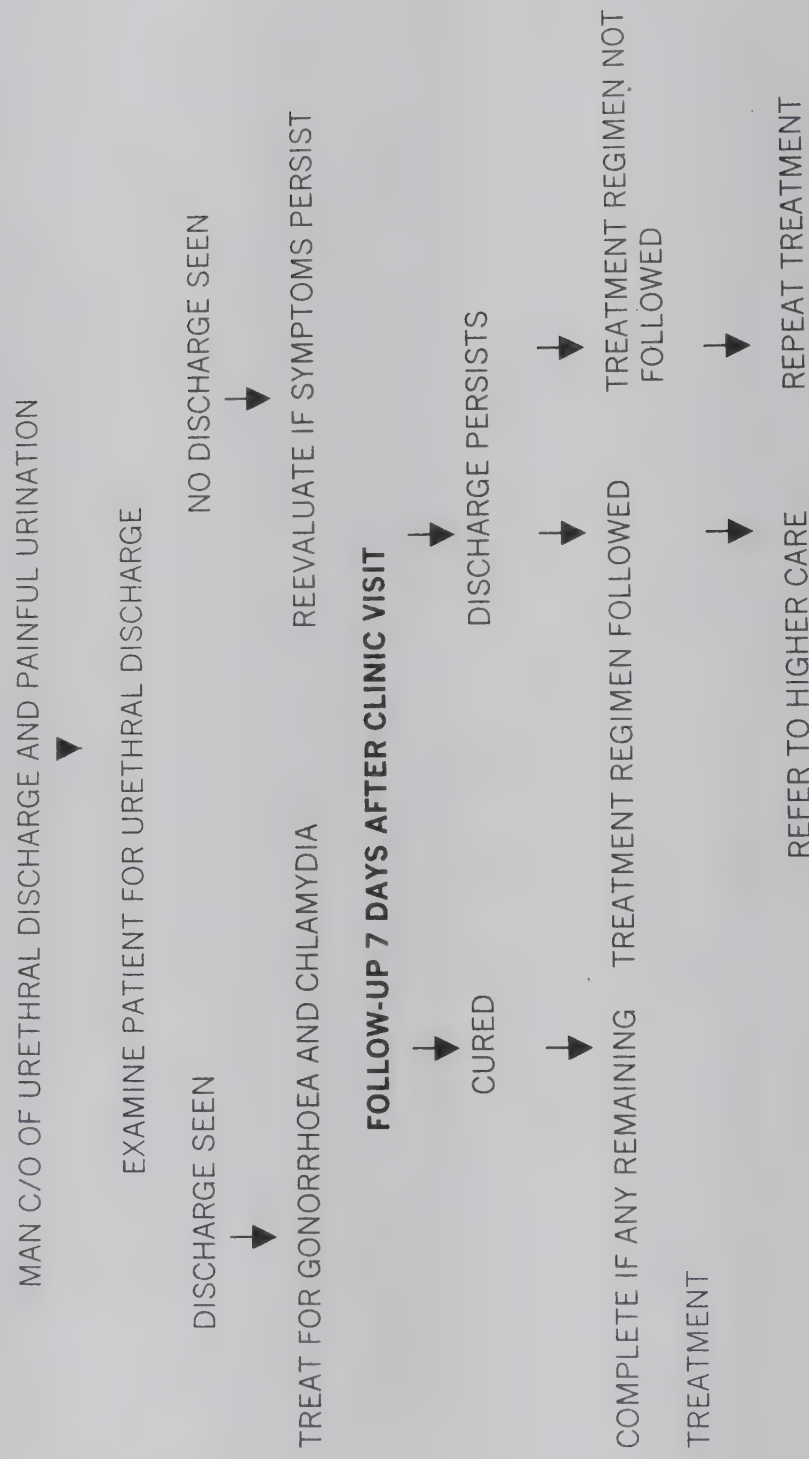 MAN C/O OF URETHRAL DISCHARGE AND PAINFUL URINATION
EXAMINE PATIENT FOR URETHRAL DISCHARGE
DISCHARGE SEEN
NO DISCHARGE SEEN
TREAT FOR GONORRHOEA AND CHLAMYDIA
REEVALUATE IF SYMPTOMS PERSIST
FOLLOW-UP 7 DAYS AFTER CLINIC VISIT
CURED
DISCHARGE PERSISTS
COMPLETE IF ANY REMAINING
TREATMENT
TREATMENT REGIMEN FOLLOWED
TREATMENT REGIMEN NOT
FOLLOWED
REFER TO HIGHER CARE
REPEAT TREATMENT